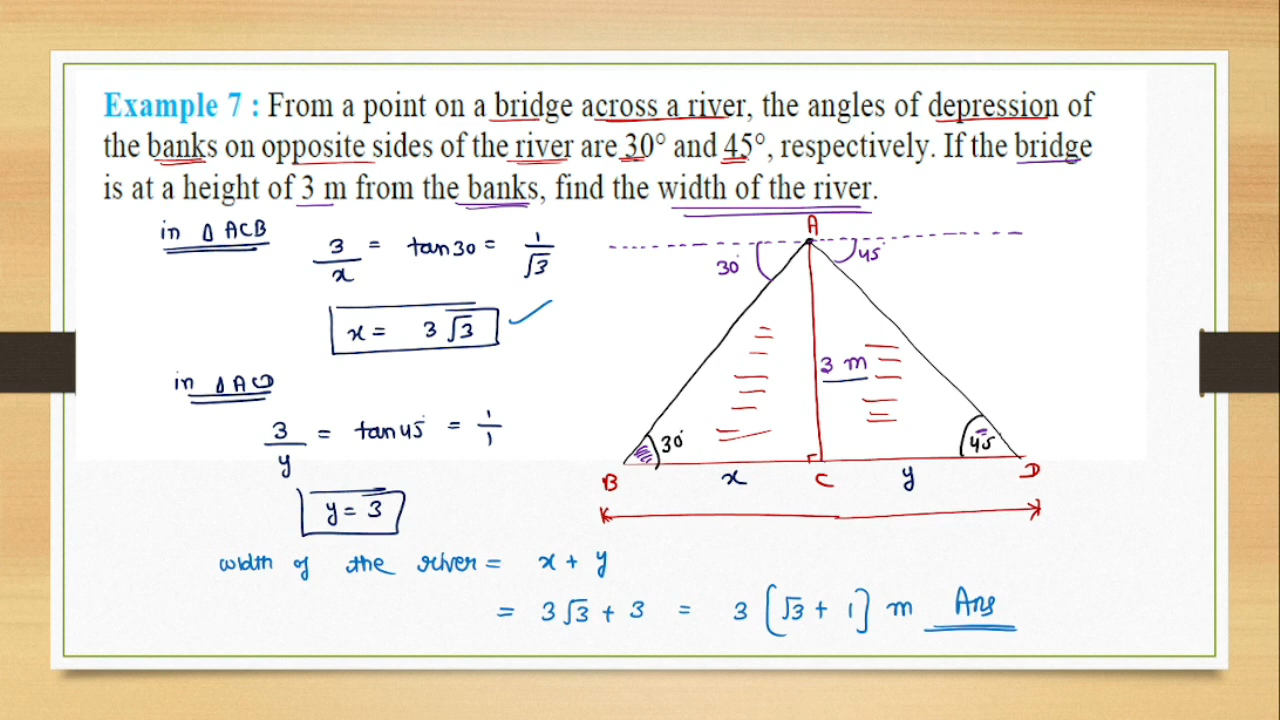 Example 7 : From a point on a bridge across a river, the angles of depression of
the banks on opposite sides of the river are 30° and 45°, respectively. If the bridge
is at a height of 3 m from the banks, find the width of the river.
in Δ ACB
3/x = tan30 = 1/√3
x = 3√3
in Δ ACD
3/y = tan45° = 1/1
y = 3
A
30°
45°
3 m
30°
45
B
x
C
y
D
width of the river = x + y
= 3√3 + 3 = 3 [√3 + 1] m Ans